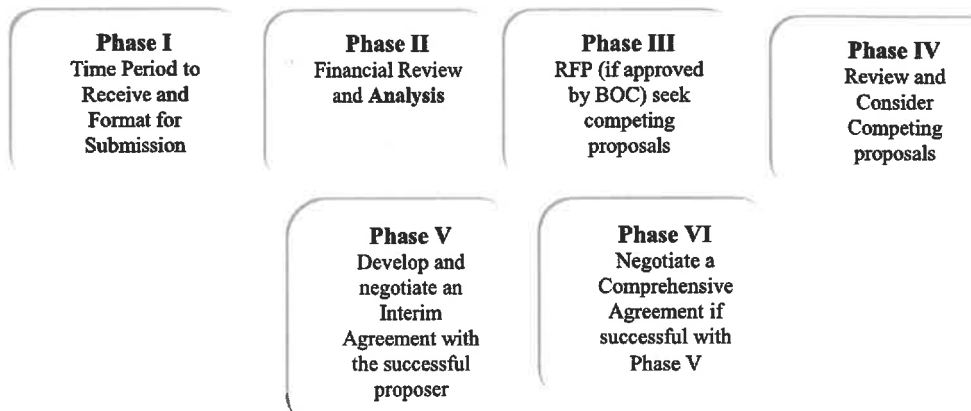 Phase I
Time Period to
Receive and
Format for
Submission
Phase II
Financial Review
and Analysis
Phase III
RFP (if approved
by BOC) seek
competing
proposals
Phase IV
Review and
Consider
Competing
proposals
Phase V
Develop and
negotiate an
Interim
Agreement with
the successful
proposer
Phase VI
Negotiate a
Comprehensive
Agreement if
successful with
Phase V